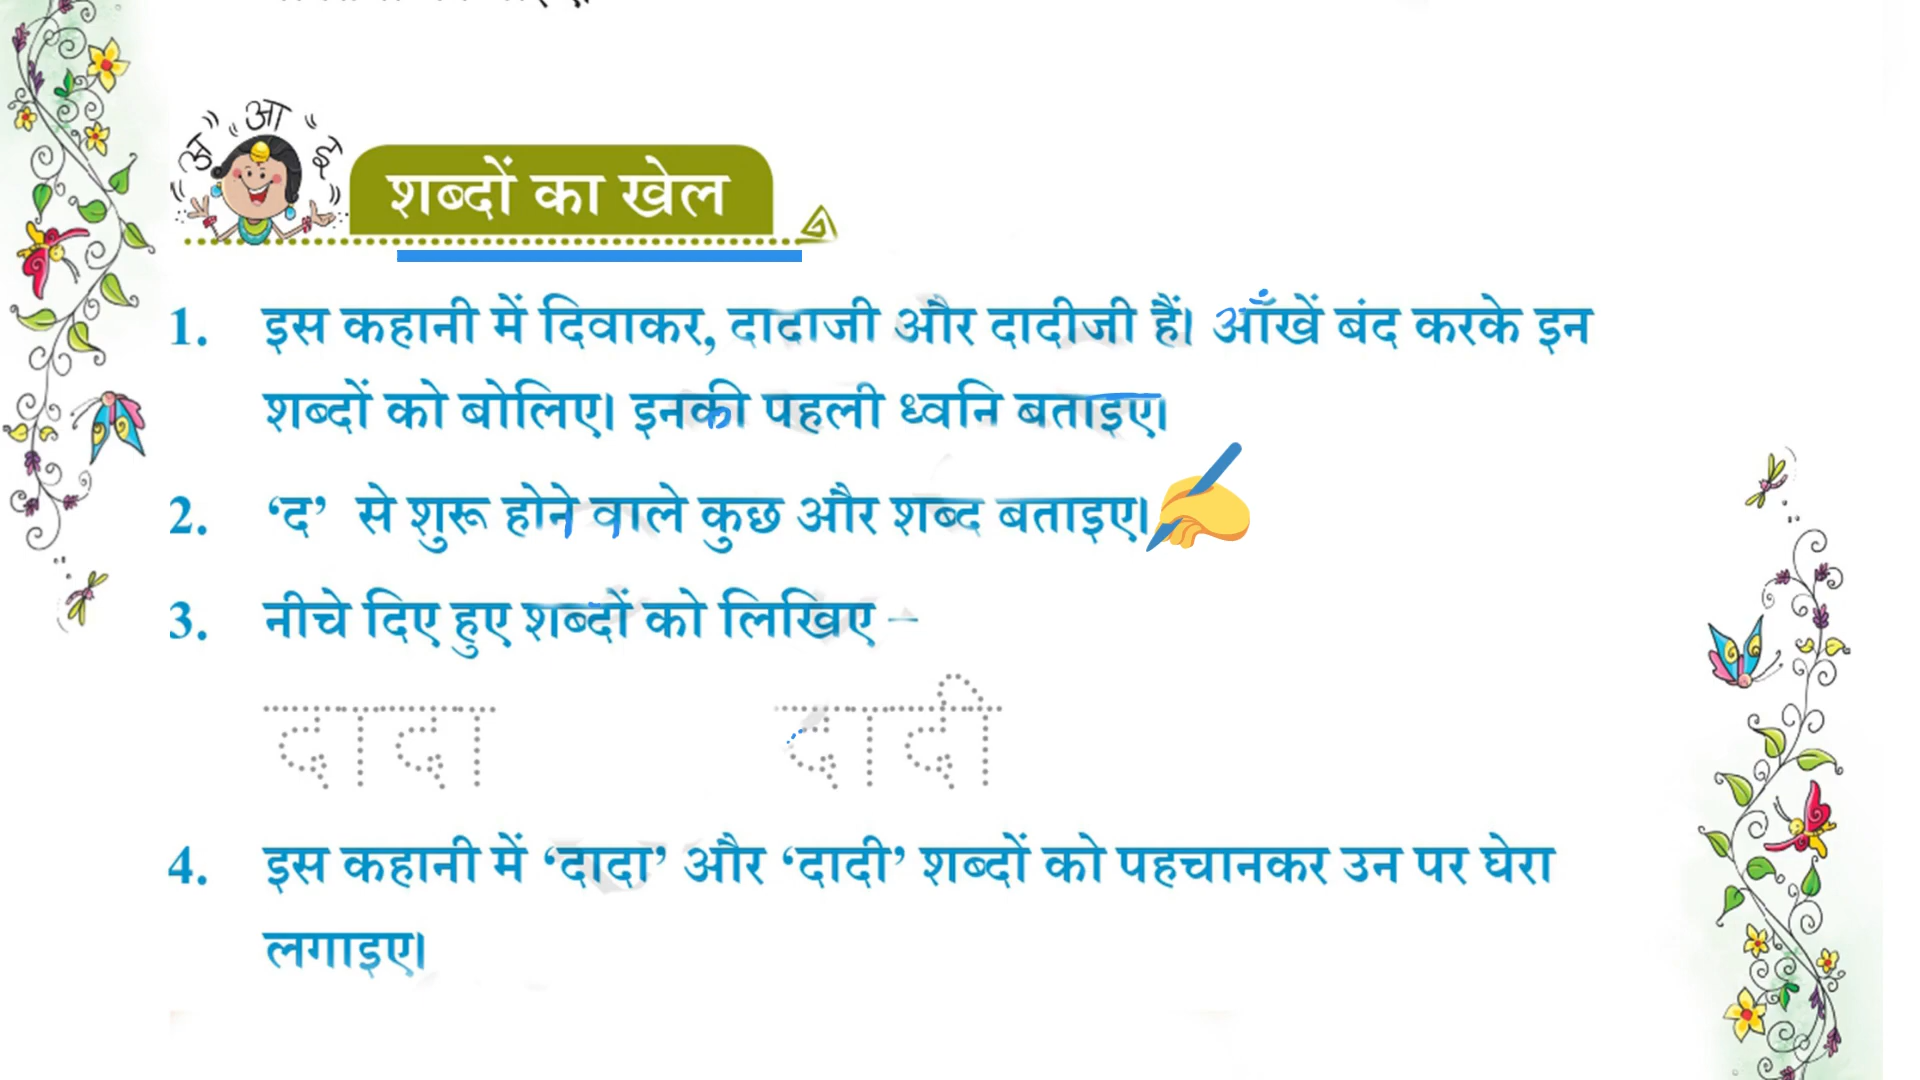 अ आ इ
शब्दों का खेल
1. इस कहानी में दिवाकर, दादाजी और दादीजी हैं। आँखें बंद करके इन
शब्दों को बोलिए। इनकी पहली ध्वनि बताइए।
2. ‘द’ से शुरू होने वाले कुछ और शब्द बताइए।
3. नीचे दिए हुए शब्दों को लिखिए –
दादा दादी
4. इस कहानी में ‘दादा’ और ‘दादी’ शब्दों को पहचानकर उन पर घेरा
लगाइए।